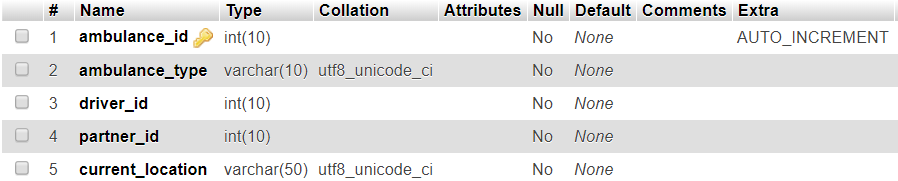 # Name Type Collation Attributes Null Default Comments Extra
1 ambulance_id int(10) No None AUTO_INCREMENT
2 ambulance_type varchar(10) utf8_unicode_ci No None
3 driver_id int(10) No None
4 partner_id int(10) No None
5 current_location varchar(50) utf8_unicode_ci No None